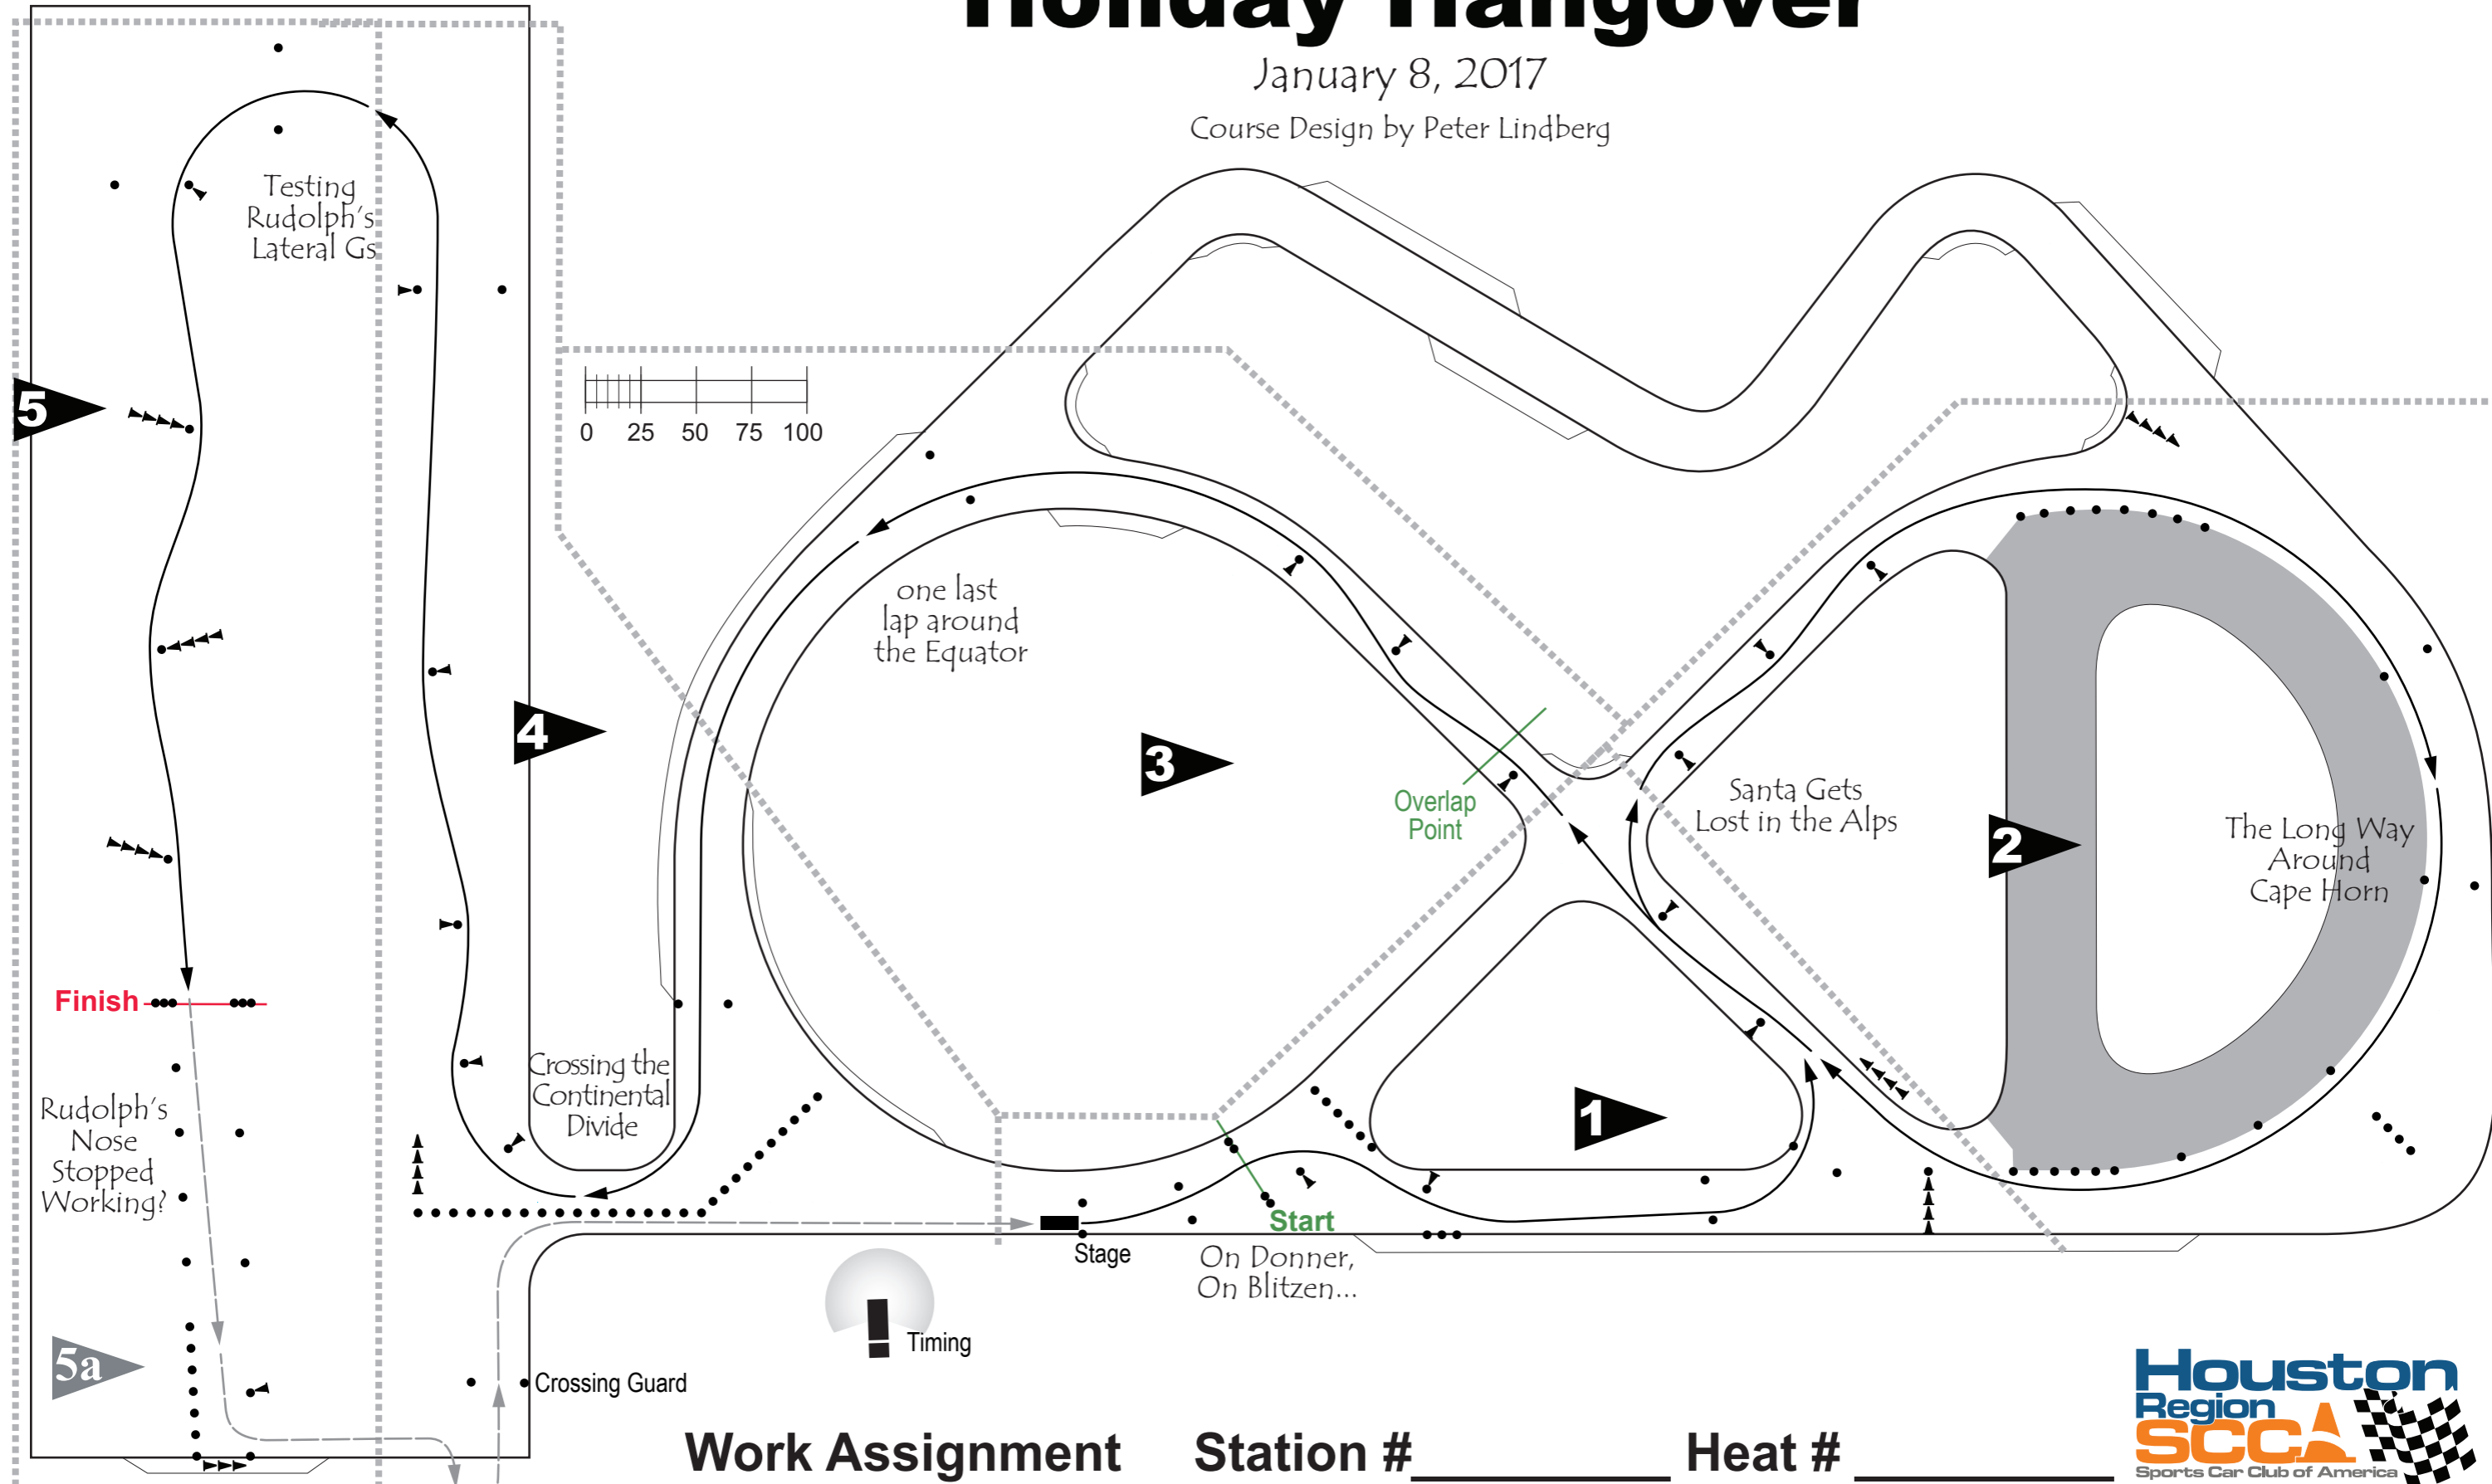 Holiday Hangover
January 8, 2017
Course Design by Peter Lindberg
Testing
Rudolph's
Lateral Gs
5
0 25 50 75 100
one last
lap around
the Equator
4
3
Overlap
Point
Santa Gets
Lost in the Alps
2
The Long Way
Around
Cape Horn
Finish
Rudolph's
Nose
Stopped
Working?
Crossing the
Continental
Divide
1
Start
Stage
On Donner,
On Blitzen...
Timing
5a
Crossing Guard
Work Assignment Station #__________ Heat # __________
Houston
Region
SCCA
Sports Car Club of America